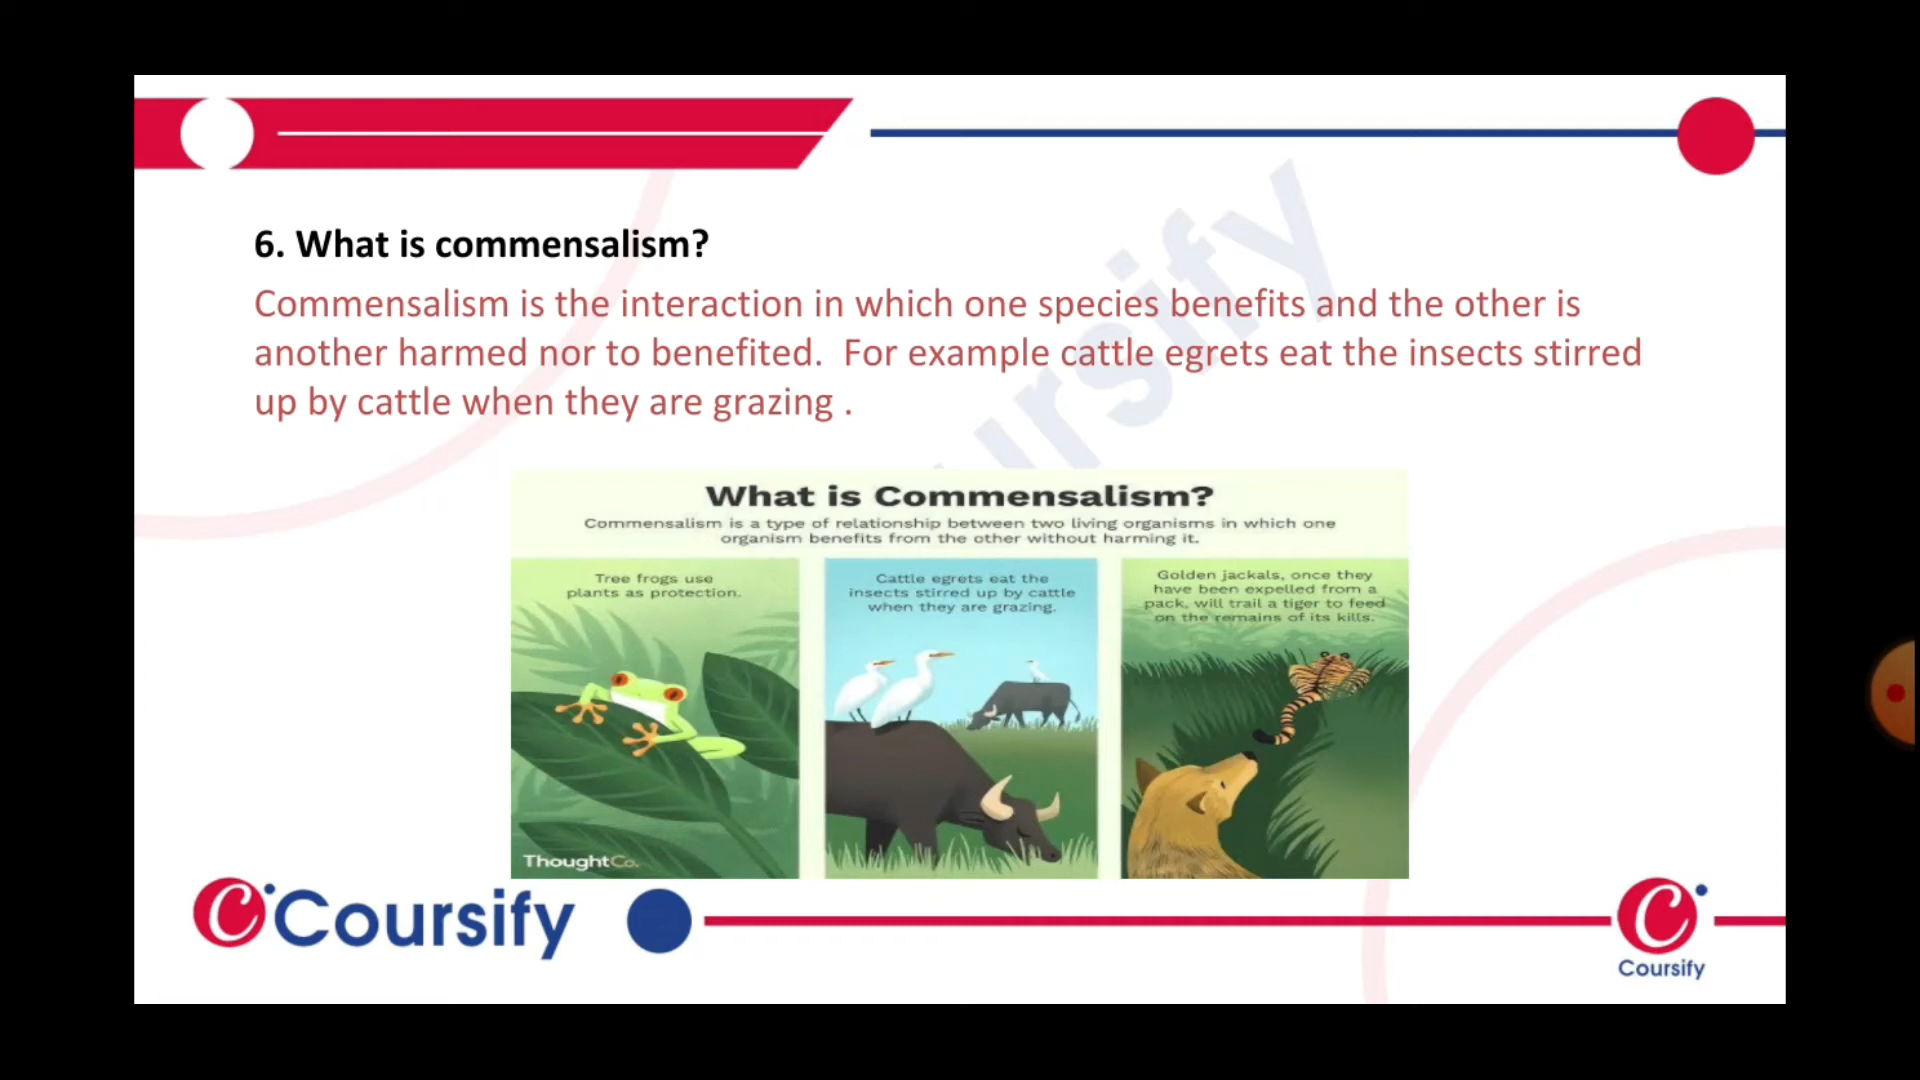 6. What is commensalism?
Commensalism is the interaction in which one species benefits and the other is
another harmed nor to benefited.  For example cattle egrets eat the insects stirred
up by cattle when they are grazing .
ursify
What is Commensalism?
Commensalism is a type of relationship between two living organisms in which one
organism benefits from the other without harming it.
Tree frogs use
plants as protection.
Cattle egrets eat the
insects stirred up by cattle
when they are grazing.
Golden jackals, once they
have been expelled from a
pack, will trail a tiger to feed
on the remains of its kills.
ThoughtCo.
C Coursify
C
Coursify